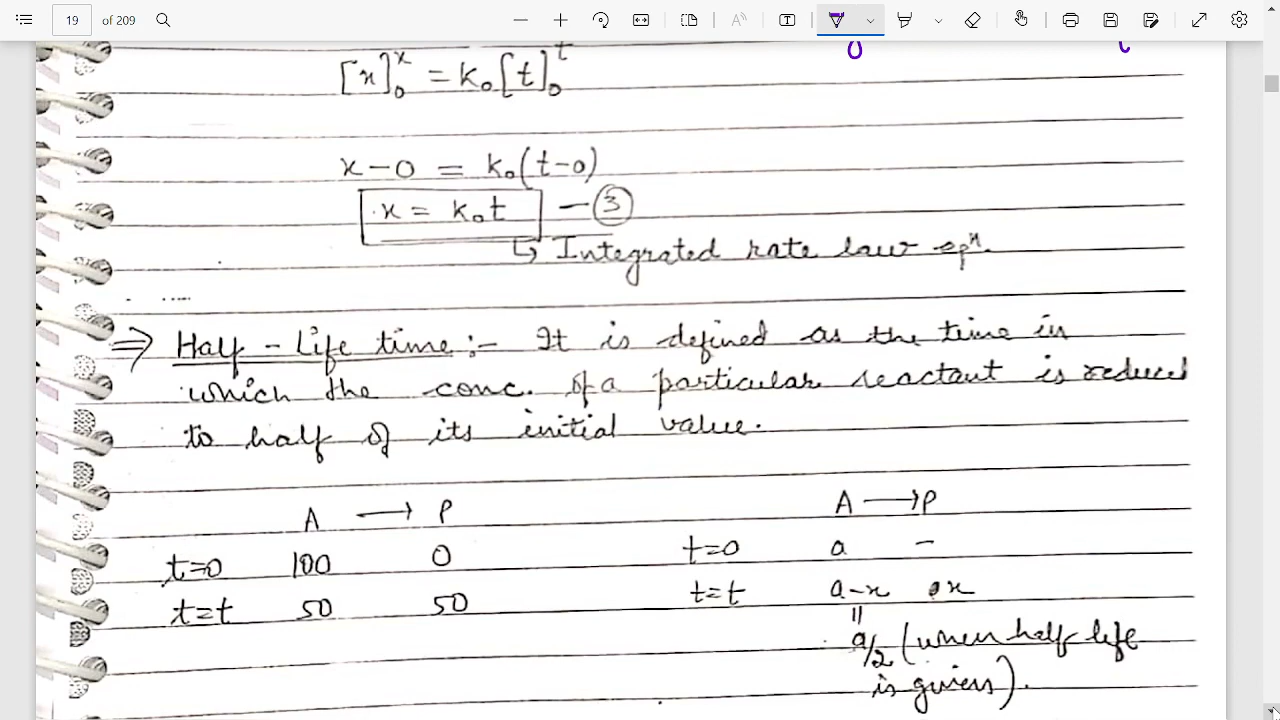 19 of 209
[x]₀ˣ = k₀[t]₀ᵗ
x - 0 = k₀(t-0)
x = k₀t - ③
↳ Integrated rate law eqⁿ.
⇒ Half - Life time :- It is defined as the time in
which the conc. of a particular reactant is reduced
to half of its initial value.
A → P
t=0 100 0
t=t 50 50
A → P
t=0 a -
t=t a-x x
||
a/2 (when half life
is given).